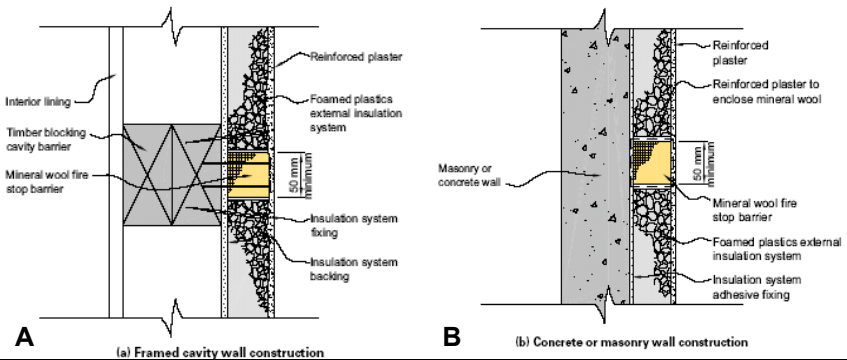 Reinforced plaster
Interior lining
Foamed plastics
external insulation
system
Timber blocking
cavity barrier
Mineral wool fire
stop barrier
50 mm
minimum
Insulation system
fixing
Insulation system
backing
A
(a) Framed cavity wall construction
Reinforced
plaster
Reinforced plaster to
enclose mineral wool
Masonry or
concrete wall
50 mm
minimum
Mineral wool fire
stop barrier
Foamed plastics external
insulation system
Insulation system
adhesive fixing
B
(b) Concrete or masonry wall construction